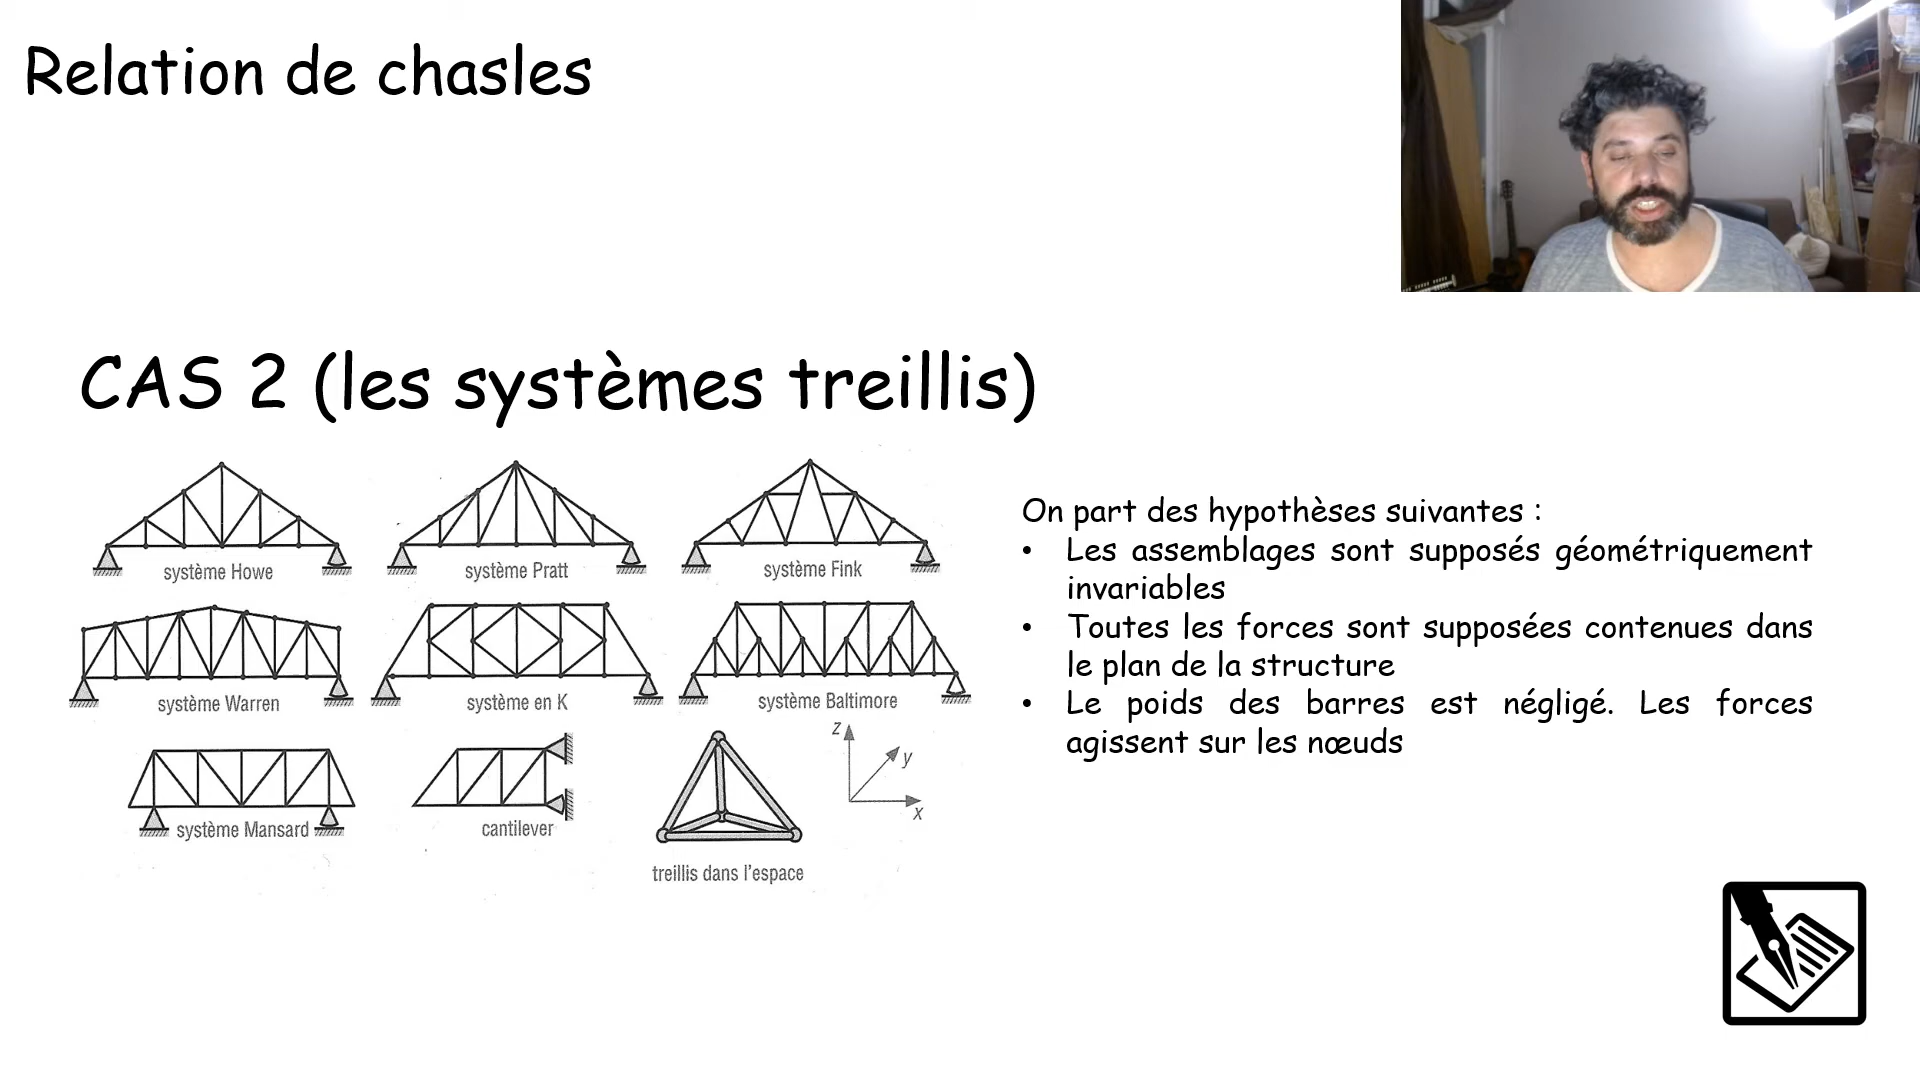 Relation de chasles
CAS 2 (les systèmes treillis)
système Howe
système Pratt
système Fink
système Warren
système en K
système Baltimore
système Mansard
cantilever
treillis dans l'espace
z
y
x
On part des hypothèses suivantes :
• Les assemblages sont supposés géométriquement
invariables
• Toutes les forces sont supposées contenues dans
le plan de la structure
• Le poids des barres est négligé. Les forces
agissent sur les nœuds